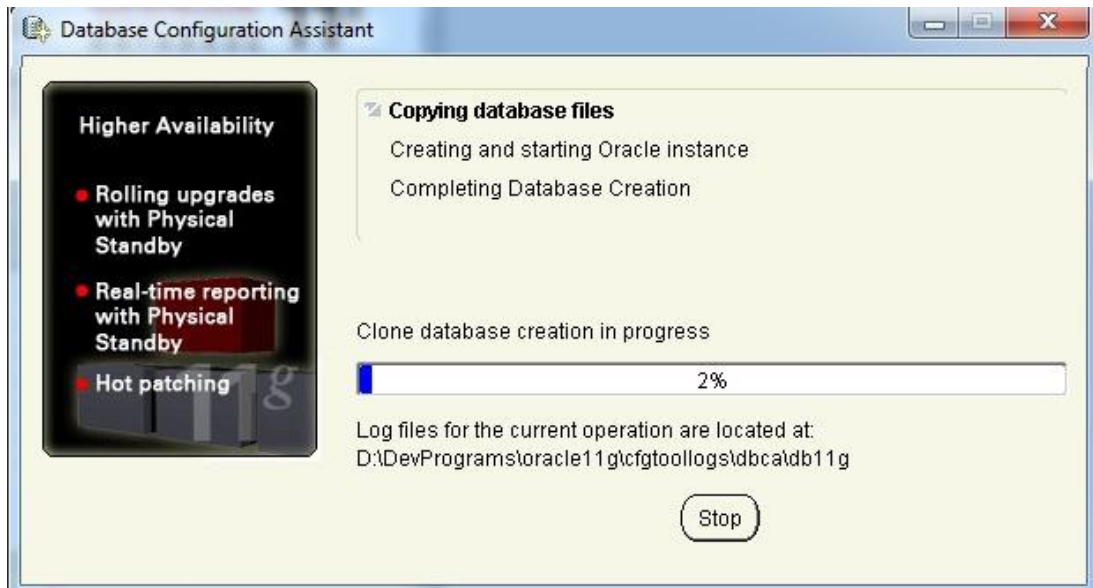 Database Configuration Assistant
Higher Availability
Rolling upgrades
with Physical
Standby
Real-time reporting
with Physical
Standby
Hot patching
11g
Copying database files
Creating and starting Oracle instance
Completing Database Creation
Clone database creation in progress
2%
Log files for the current operation are located at:
D:\DevPrograms\oracle11g\cfgtoollogs\dbca\db11g
Stop